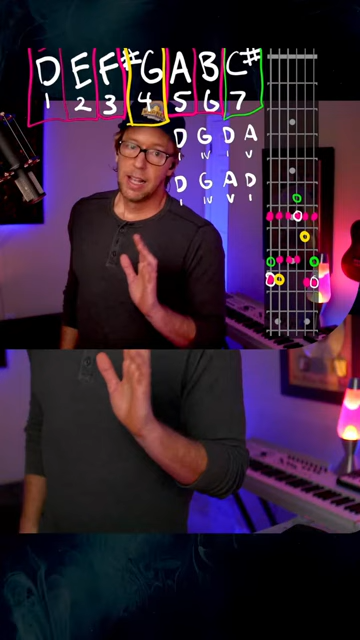 D E F# G A B C#
1 2 3 4 5 6 7
D G D A
I IV I V
D G A D
I IV V I